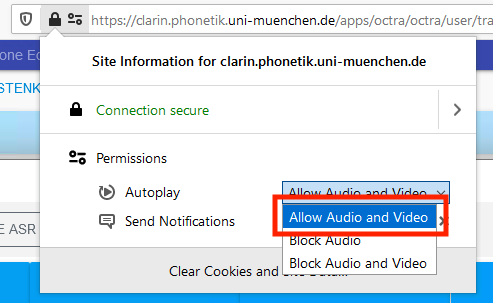 https://clarin.phonetik.uni-muenchen.de/apps/octra/octra/user/tra
Site Information for clarin.phonetik.uni-muenchen.de
STENK
Connection secure
Permissions
Autoplay
Allow Audio and Video
Send Notifications
Allow Audio and Video
E ASR
Block Audio
Block Audio and Video
Clear Cookies and Site Data...